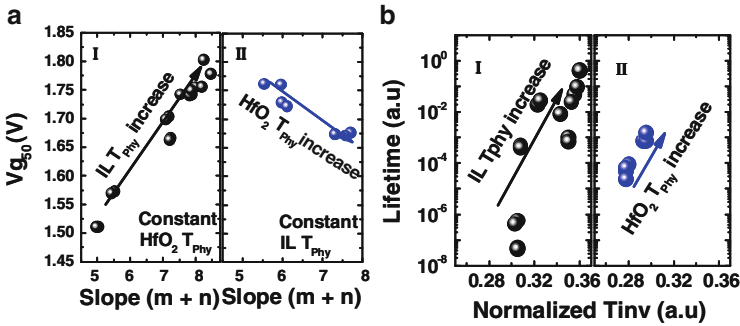 a
I
II
Vg50 (V)
1.85
1.80
1.75
1.70
1.65
1.60
1.55
1.50
1.45
IL TPhy increase
HfO2 TPhy increase
Constant
HfO2 TPhy
Constant
IL TPhy
5 6 7 8
5 6 7 8
Slope (m + n)
Slope (m + n)
b
I
II
Lifetime (a.u)
10^0
10^-2
10^-4
10^-6
10^-8
IL Tphy increase
HfO2 TPhy increase
0.28 0.32 0.36
0.28 0.32 0.36
Normalized Tinv (a.u)